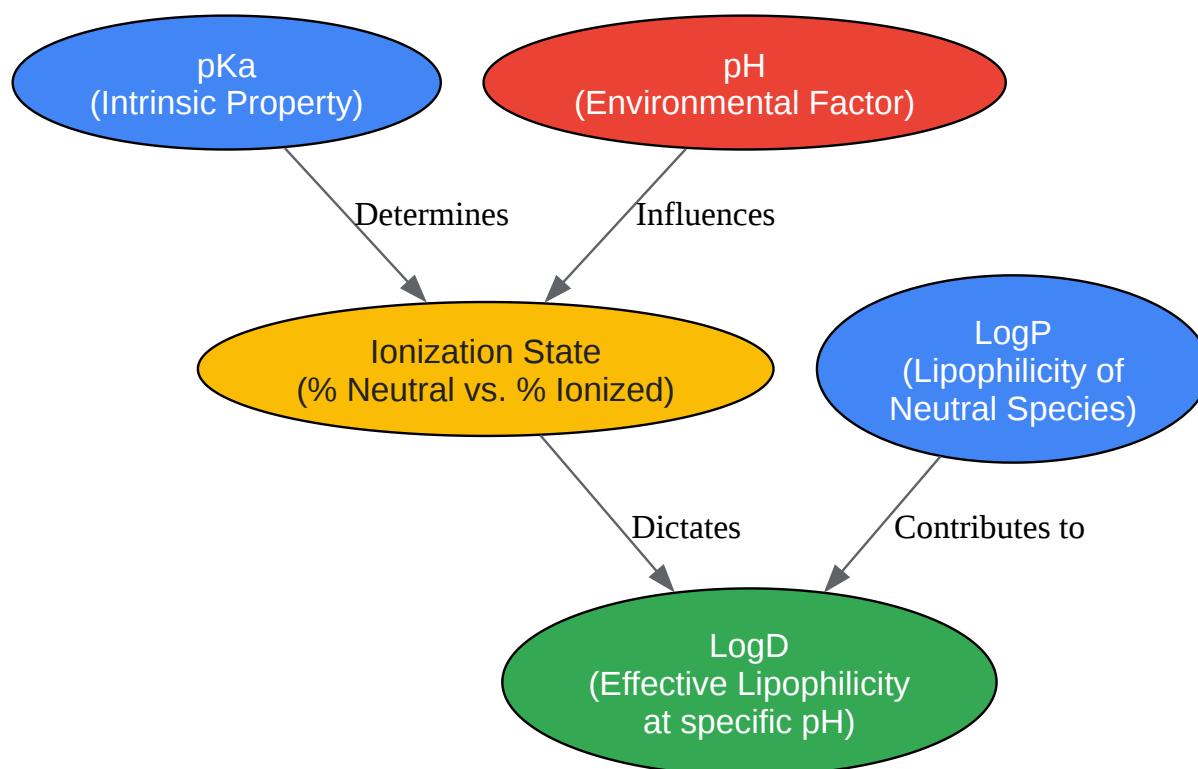 pKa
(Intrinsic Property)
pH
(Environmental Factor)
Determines
Influences
Ionization State
(% Neutral vs. % Ionized)
LogP
(Lipophilicity of
Neutral Species)
Dictates
Contributes to
LogD
(Effective Lipophilicity
at specific pH)